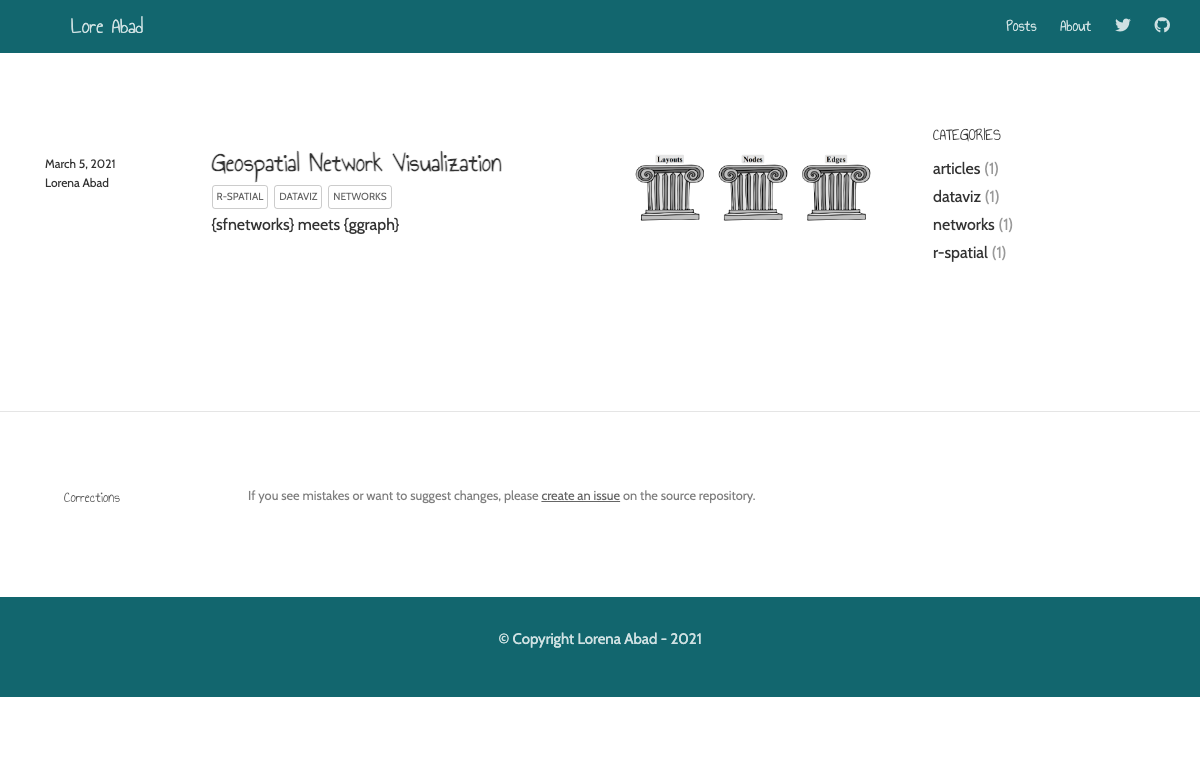 Lore Abad
Posts About
March 5, 2021
Lorena Abad
Geospatial Network Visualization
R-SPATIAL DATAVIZ NETWORKS
{sfnetworks} meets {ggraph}
Layouts Nodes Edges
CATEGORIES
articles (1)
dataviz (1)
networks (1)
r-spatial (1)
Corrections
If you see mistakes or want to suggest changes, please create an issue on the source repository.
© Copyright Lorena Abad - 2021